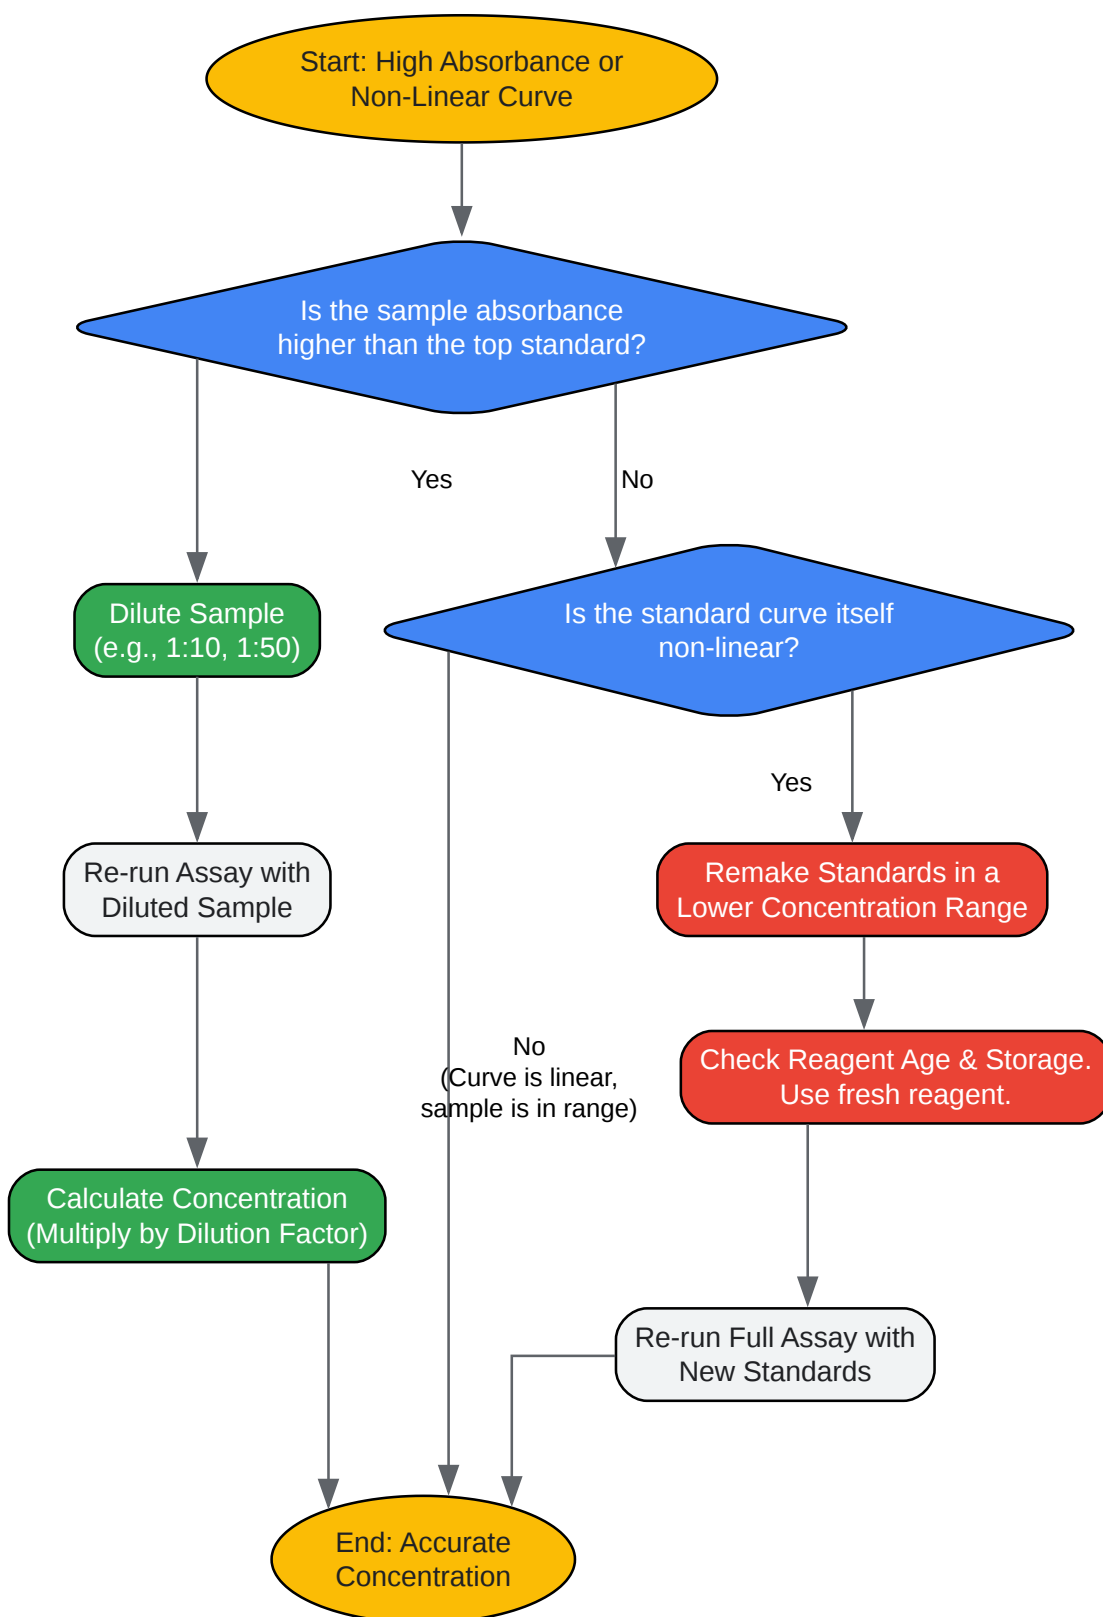 Start: High Absorbance or
Non-Linear Curve
Is the sample absorbance
higher than the top standard?
Yes
No
Dilute Sample
(e.g., 1:10, 1:50)
Is the standard curve itself
non-linear?
Yes
Re-run Assay with
Diluted Sample
Remake Standards in a
Lower Concentration Range
No
(Curve is linear,
sample is in range)
Check Reagent Age & Storage.
Use fresh reagent.
Calculate Concentration
(Multiply by Dilution Factor)
Re-run Full Assay with
New Standards
End: Accurate
Concentration